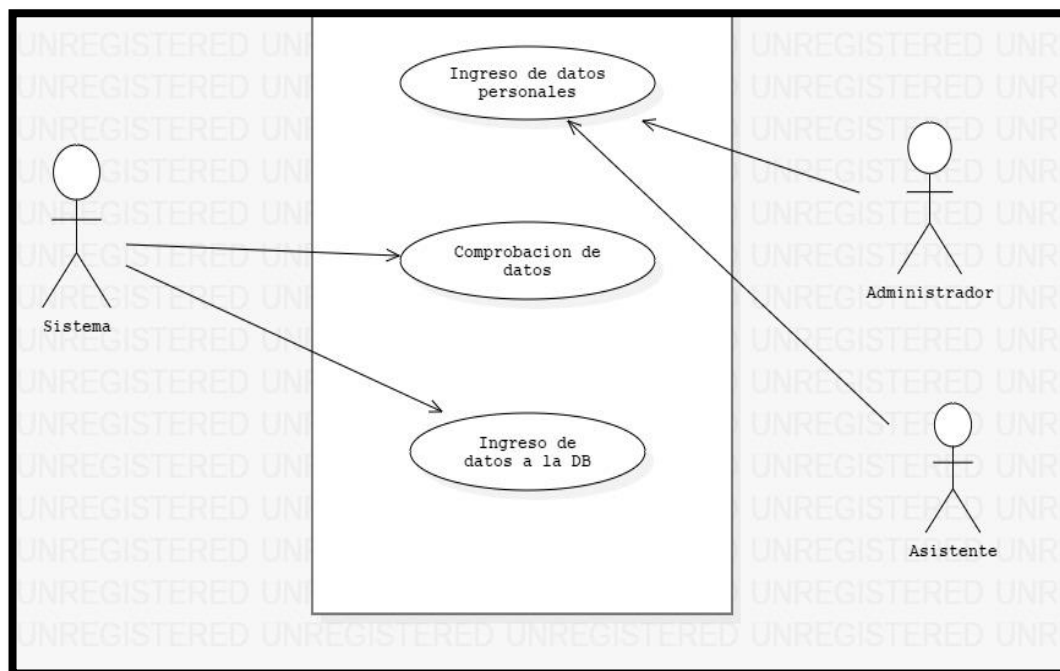 Ingreso de datos
personales
Comprobacion de
datos
Sistema
Administrador
Ingreso de
datos a la DB
Asistente
UNREGISTERED UNREGISTERED UNREGISTERED UNREGISTERED UNR